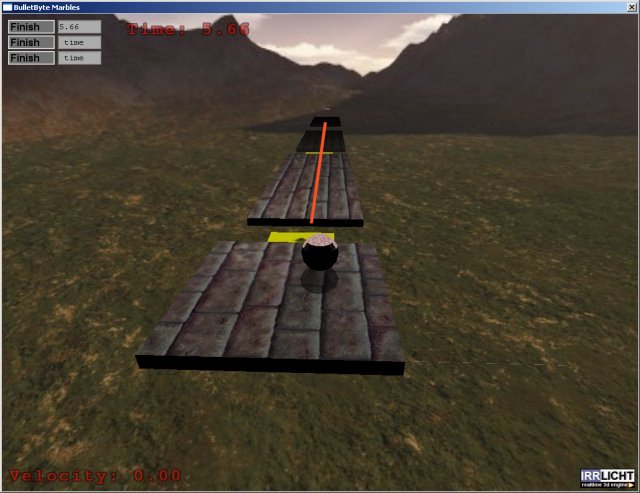 BulletByte Marbles
Finish 5.66
Finish time
Finish time
Time: 5.66
Velocity: 0.00
IRRLICHT
realtime 3d engine